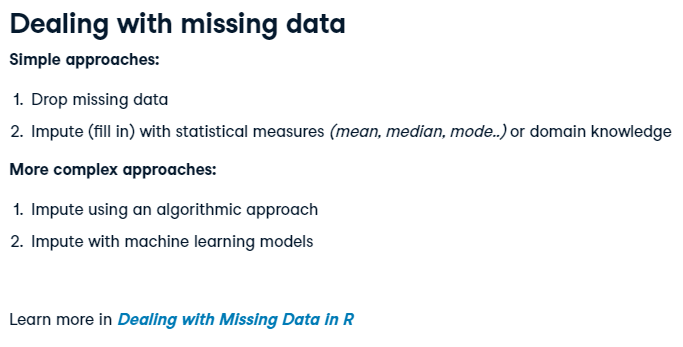 Dealing with missing data
Simple approaches:
1. Drop missing data
2. Impute (fill in) with statistical measures (mean, median, mode..) or domain knowledge
More complex approaches:
1. Impute using an algorithmic approach
2. Impute with machine learning models
Learn more in Dealing with Missing Data in R